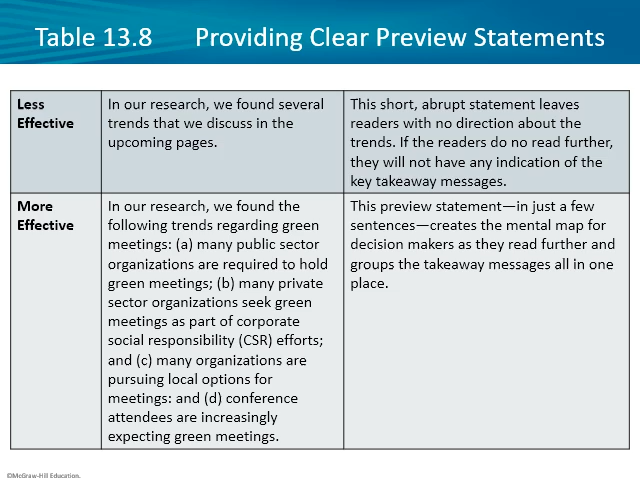 Table 13.8 Providing Clear Preview Statements
Less
Effective
In our research, we found several
trends that we discuss in the
upcoming pages.
This short, abrupt statement leaves
readers with no direction about the
trends. If the readers do no read further,
they will not have any indication of the
key takeaway messages.
More
Effective
In our research, we found the
following trends regarding green
meetings: (a) many public sector
organizations are required to hold
green meetings; (b) many private
sector organizations seek green
meetings as part of corporate
social responsibility (CSR) efforts;
and (c) many organizations are
pursuing local options for
meetings: and (d) conference
attendees are increasingly
expecting green meetings.
This preview statement—in just a few
sentences—creates the mental map for
decision makers as they read further and
groups the takeaway messages all in one
place.
©McGraw-Hill Education.